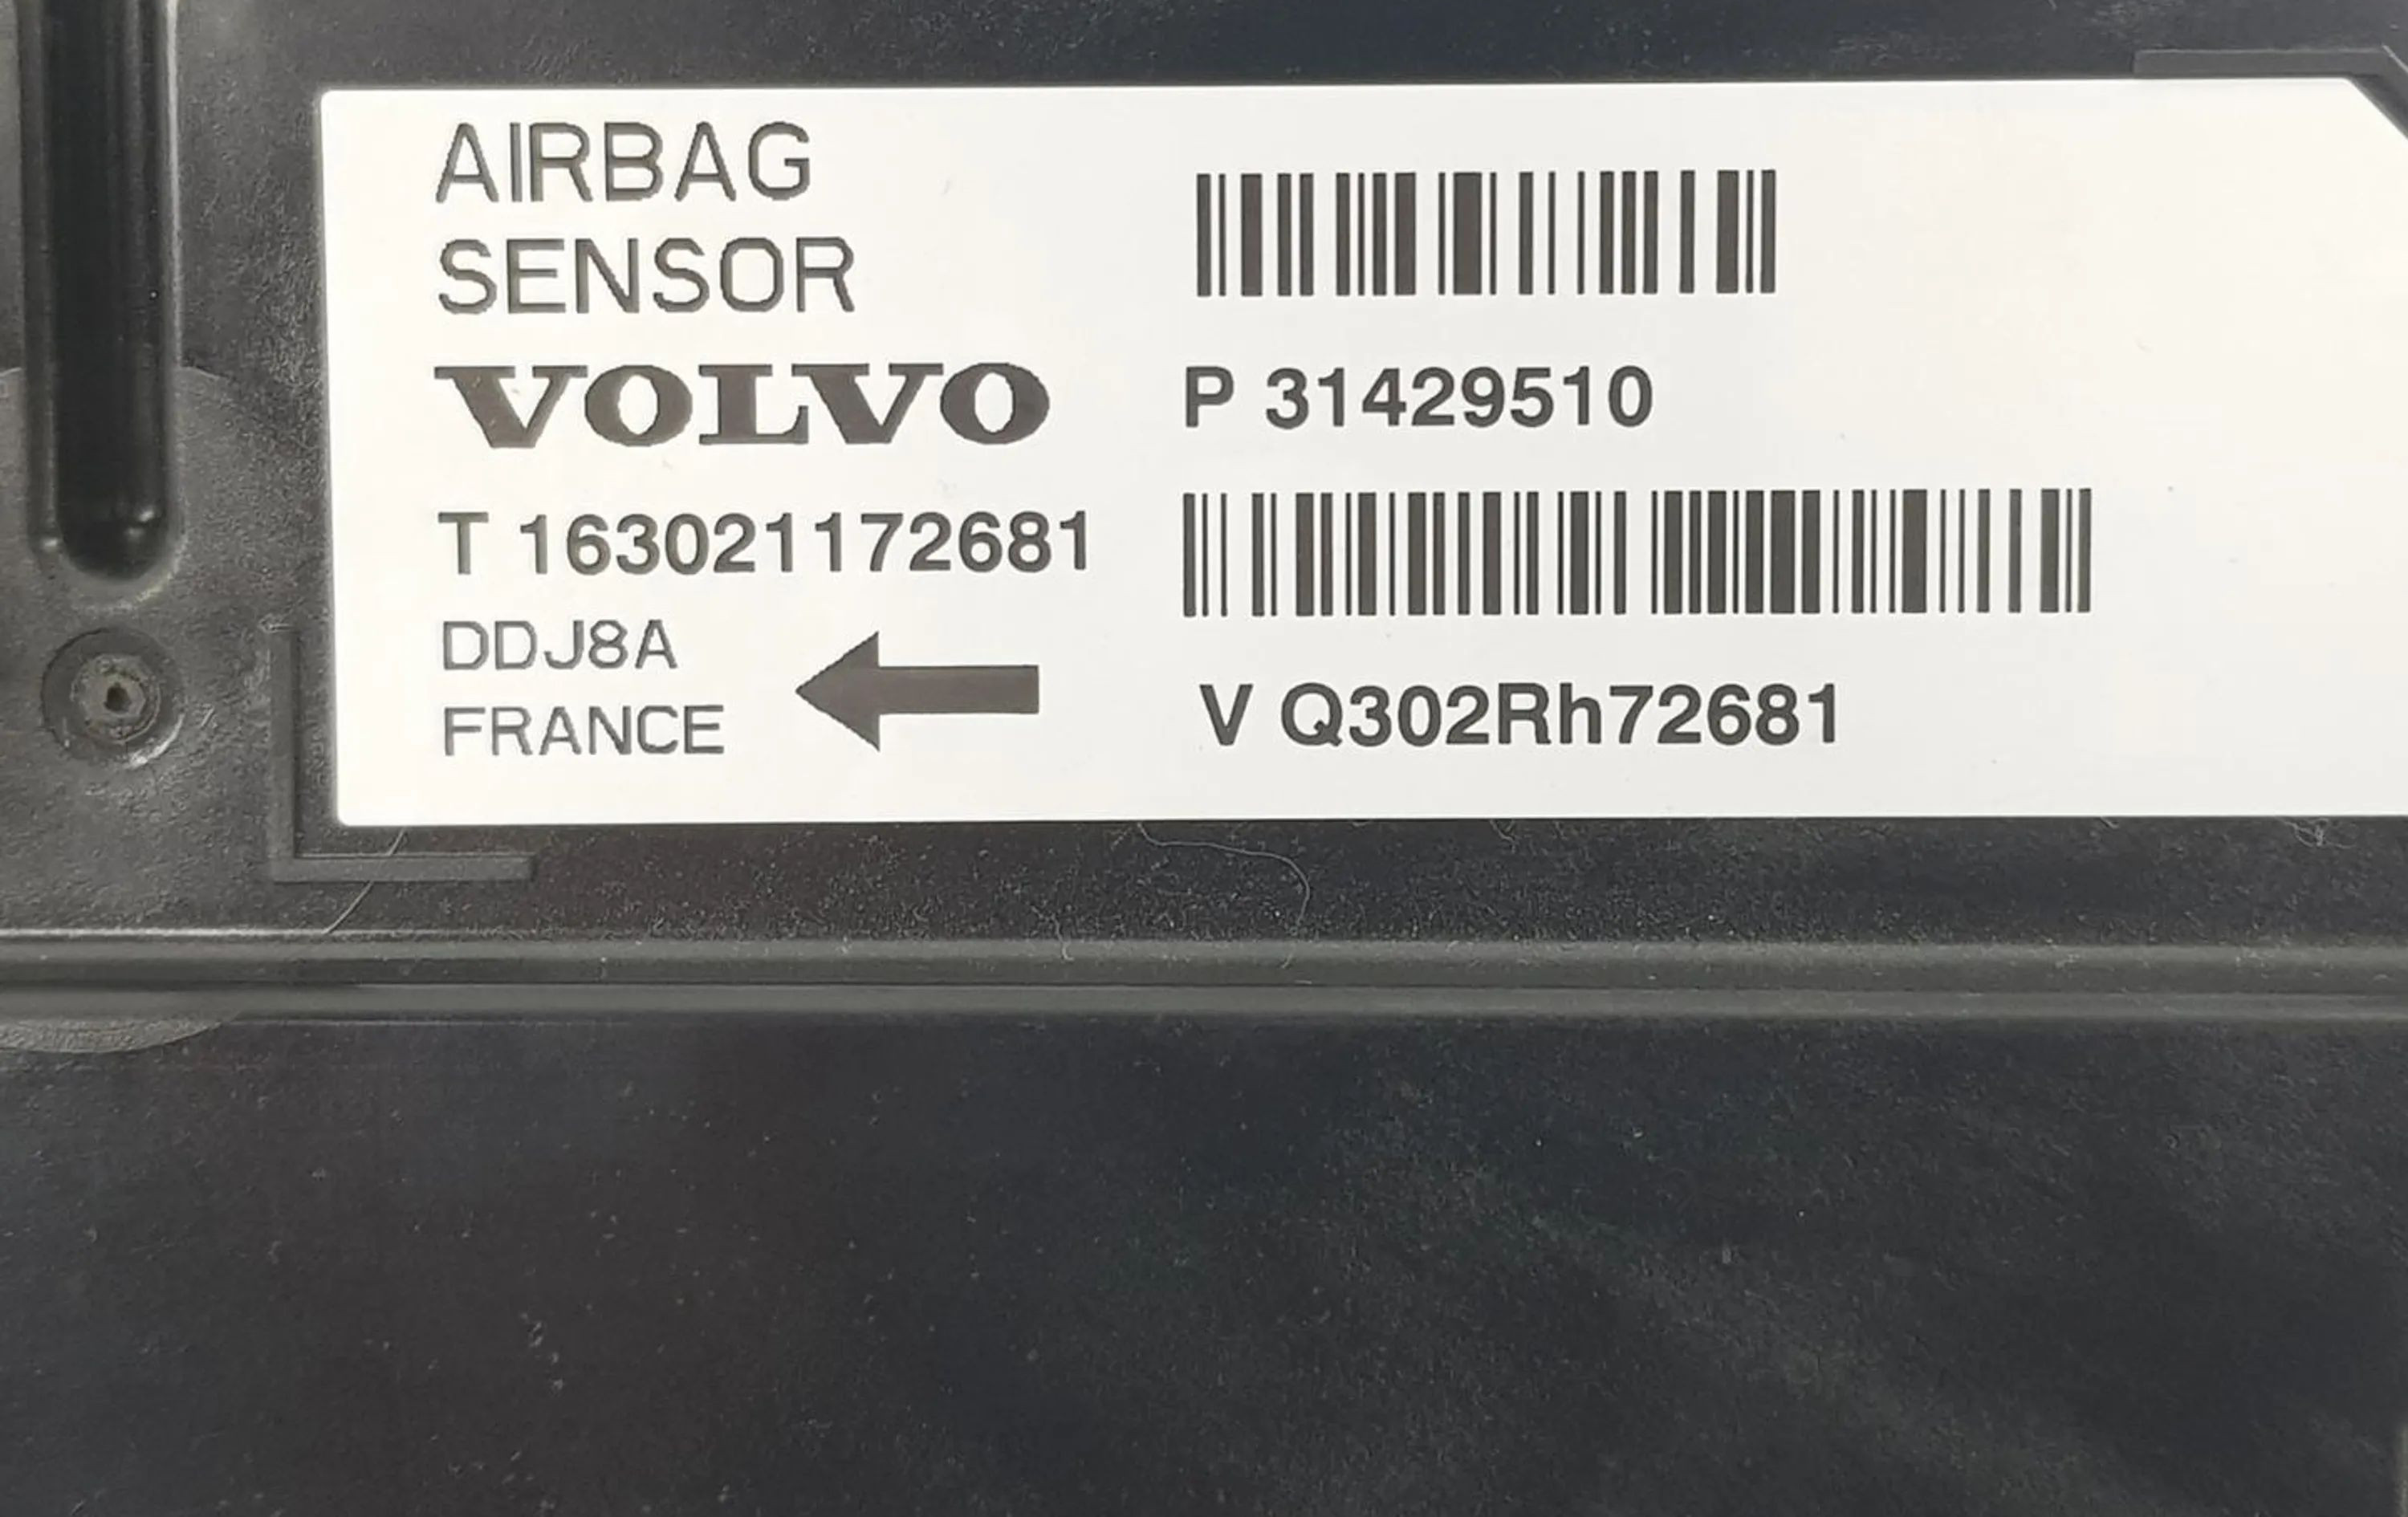 AIRBAG
SENSOR
VOLVO
T 163021172681
DDJ8A
FRANCE
P 31429510
V Q302Rh72681